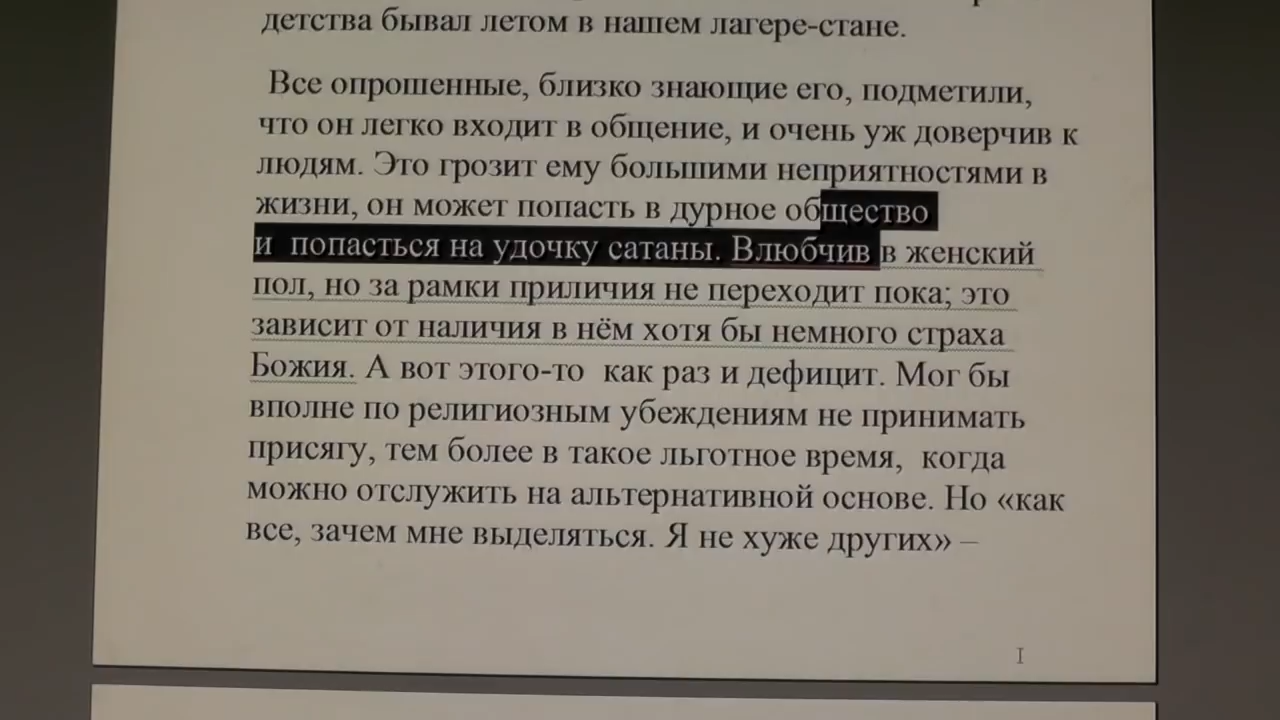 детства бывал летом в нашем лагере-стане.
Все опрошенные, близко знающие его, подметили,
что он легко входит в общение, и очень уж доверчив к
людям. Это грозит ему большими неприятностями в
жизни, он может попасть в дурное общество
и попасться на удочку сатаны. Влюбчив в женский
пол, но за рамки приличия не переходит пока; это
зависит от наличия в нём хотя бы немного страха
Божия. А вот этого-то как раз и дефицит. Мог бы
вполне по религиозным убеждениям не принимать
присягу, тем более в такое льготное время, когда
можно отслужить на альтернативной основе. Но «как
все, зачем мне выделяться. Я не хуже других» –